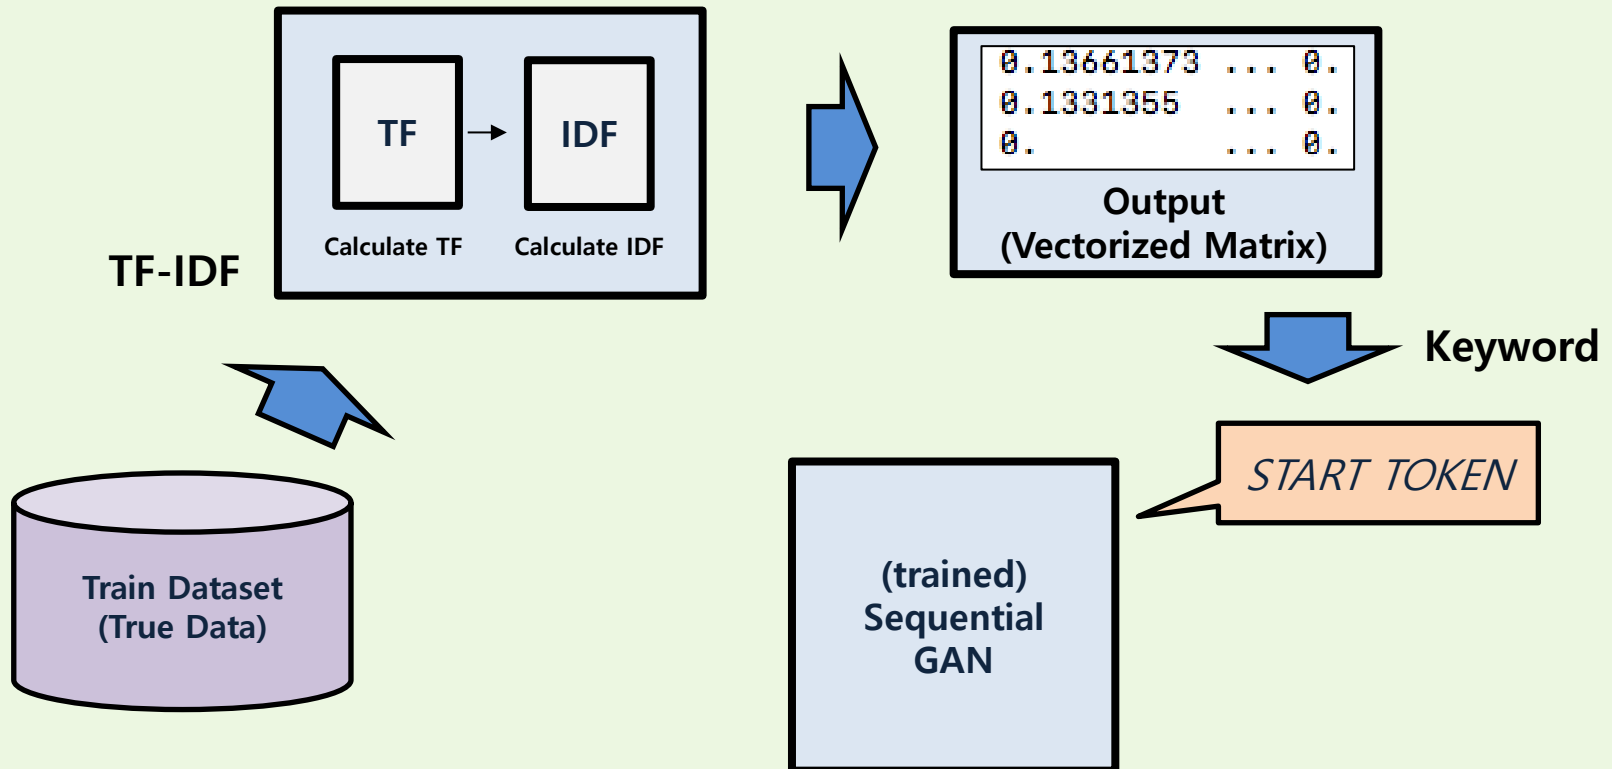 TF
IDF
Calculate TF
Calculate IDF
TF-IDF
0.13661373 ... 0.
0.1331355 ... 0.
0. ... 0.
Output
(Vectorized Matrix)
Keyword
START TOKEN
Train Dataset
(True Data)
(trained)
Sequential
GAN